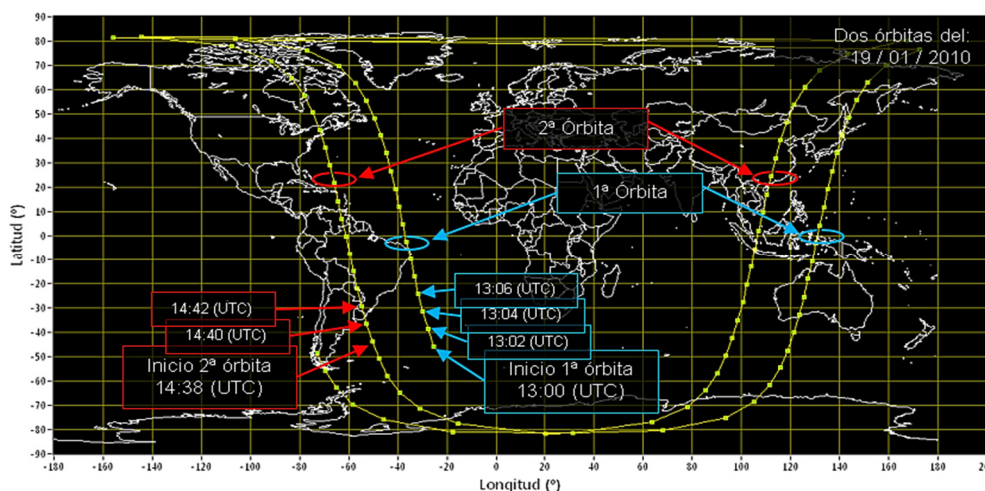 Dos órbitas del:
19 / 01 / 2010
2ª Órbita
1ª Órbita
14:42 (UTC)
14:40 (UTC)
Inicio 2ª órbita
14:38 (UTC)
13:06 (UTC)
13:04 (UTC)
13:02 (UTC)
Inicio 1ª órbita
13:00 (UTC)
Latitud (°)
90
80
70
60
50
40
30
20
10
0
-10
-20
-30
-40
-50
-60
-70
-80
-90
-180 -160 -140 -120 -100 -80 -60 -40 -20 0 20 40 60 80 100 120 140 160 180 200
Longitud (°)